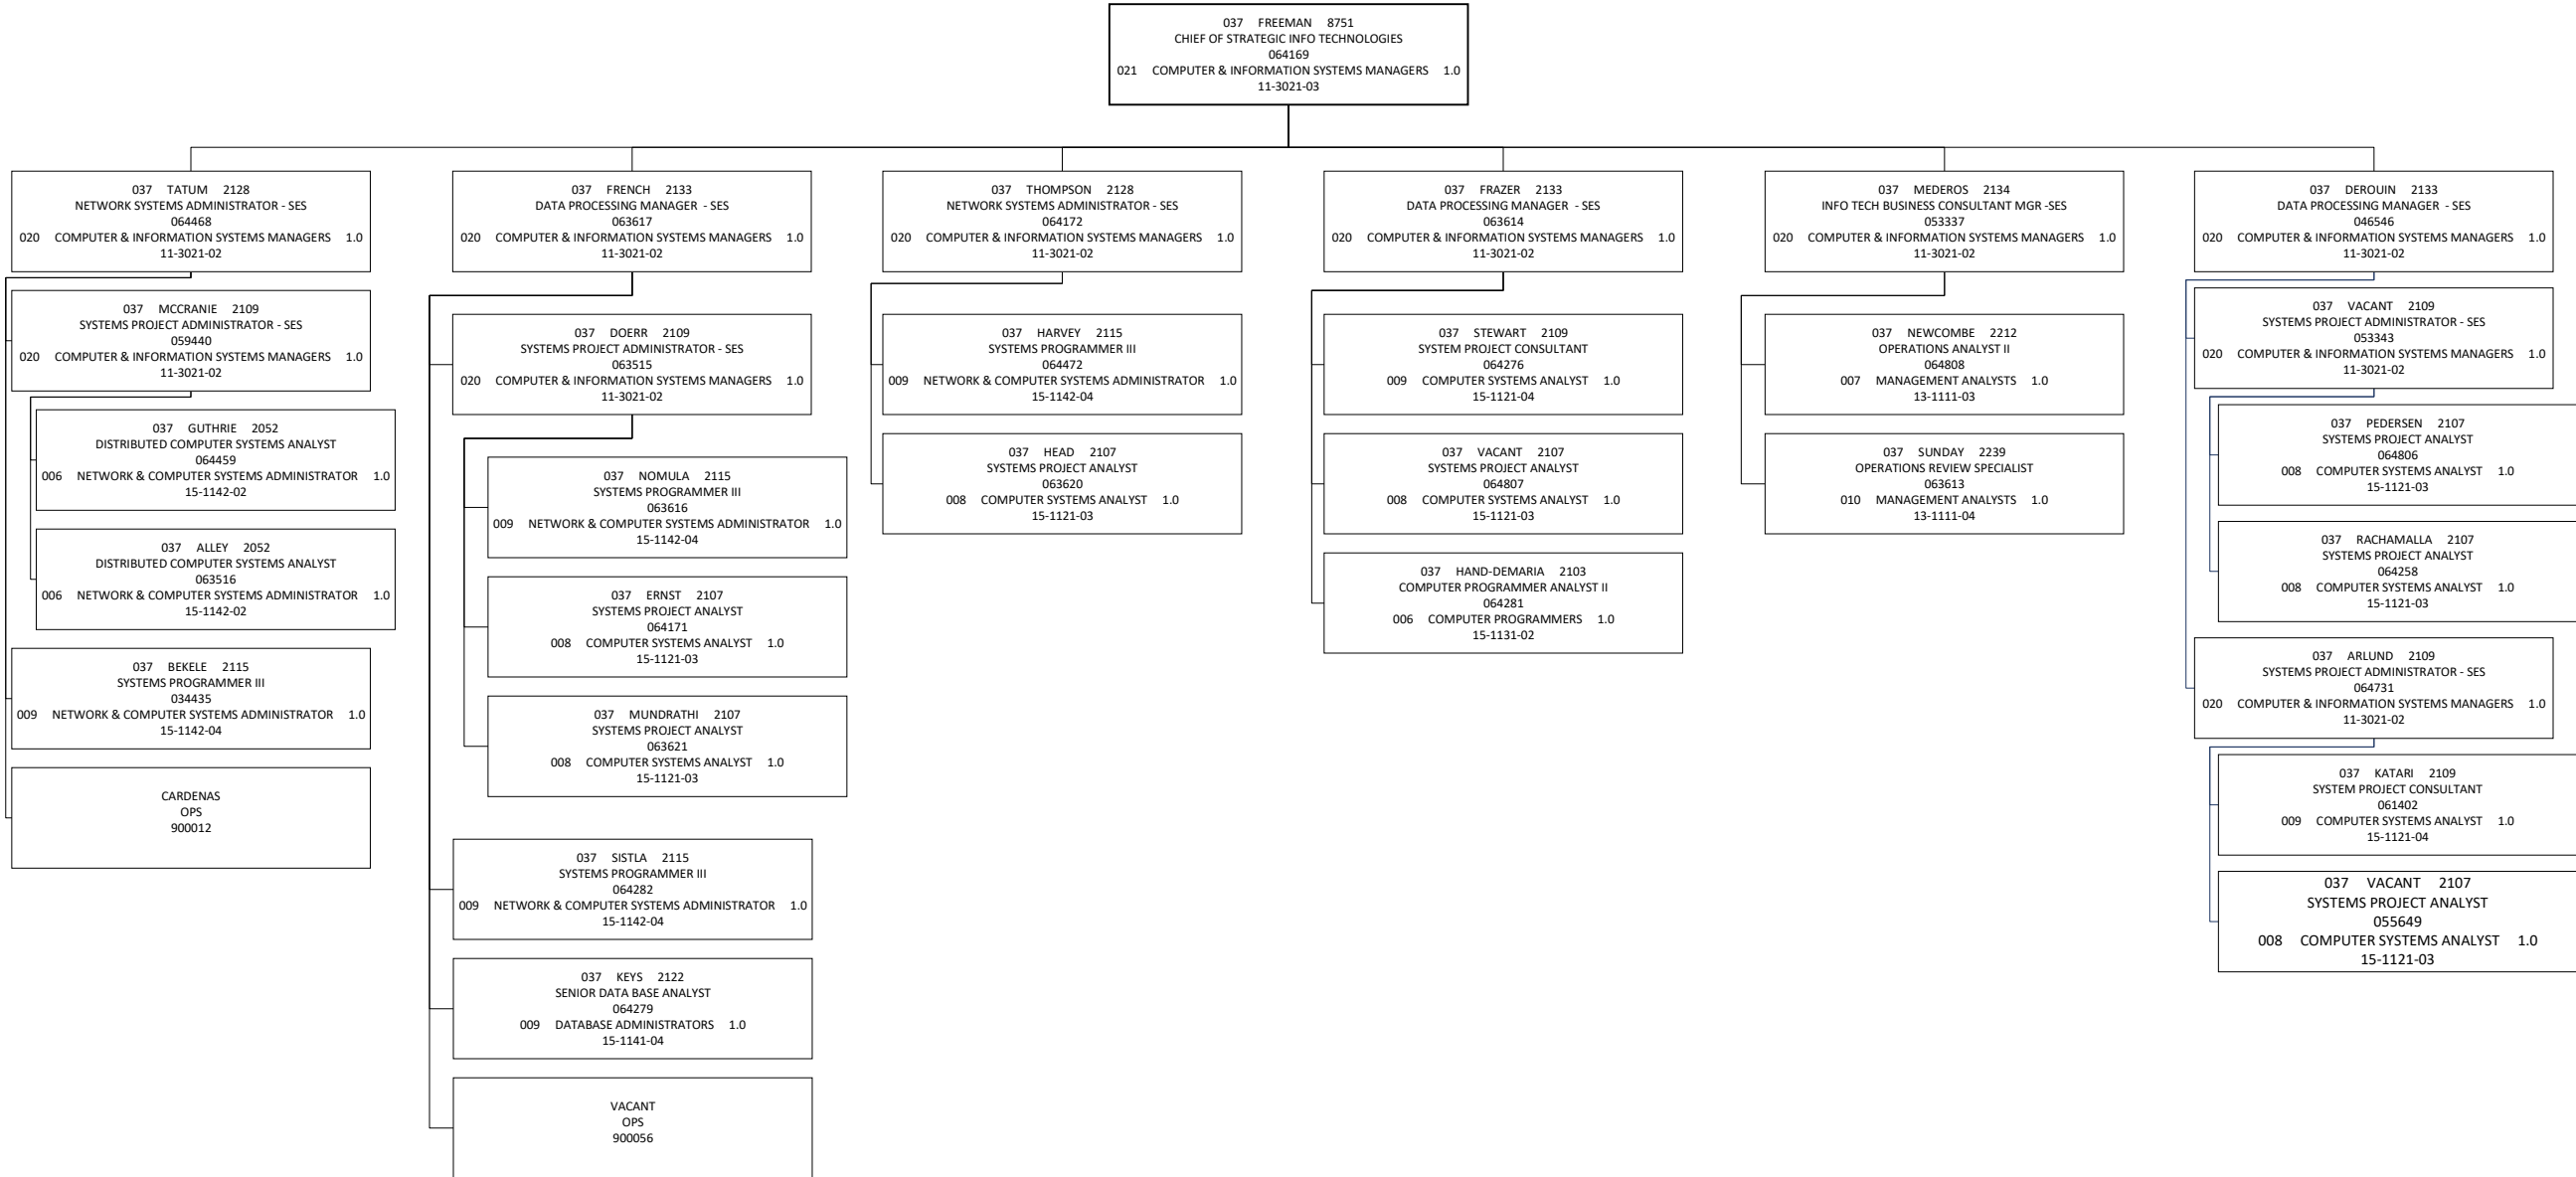 037 FREEMAN 8751
CHIEF OF STRATEGIC INFO TECHNOLOGIES
064169
021 COMPUTER & INFORMATION SYSTEMS MANAGERS 1.0
11-3021-03
037 TATUM 2128
NETWORK SYSTEMS ADMINISTRATOR - SES
064468
020 COMPUTER & INFORMATION SYSTEMS MANAGERS 1.0
11-3021-02
037 MCCRANIE 2109
SYSTEMS PROJECT ADMINISTRATOR - SES
059440
020 COMPUTER & INFORMATION SYSTEMS MANAGERS 1.0
11-3021-02
037 GUTHRIE 2052
DISTRIBUTED COMPUTER SYSTEMS ANALYST
064459
006 NETWORK & COMPUTER SYSTEMS ADMINISTRATOR 1.0
15-1142-02
037 ALLEY 2052
DISTRIBUTED COMPUTER SYSTEMS ANALYST
063516
006 NETWORK & COMPUTER SYSTEMS ADMINISTRATOR 1.0
15-1142-02
037 BEKELE 2115
SYSTEMS PROGRAMMER III
034435
009 NETWORK & COMPUTER SYSTEMS ADMINISTRATOR 1.0
15-1142-04
CARDENAS
OPS
900012
037 FRENCH 2133
DATA PROCESSING MANAGER - SES
063617
020 COMPUTER & INFORMATION SYSTEMS MANAGERS 1.0
11-3021-02
037 DOERR 2109
SYSTEMS PROJECT ADMINISTRATOR - SES
063515
020 COMPUTER & INFORMATION SYSTEMS MANAGERS 1.0
11-3021-02
037 NOMULA 2115
SYSTEMS PROGRAMMER III
063616
009 NETWORK & COMPUTER SYSTEMS ADMINISTRATOR 1.0
15-1142-04
037 ERNST 2107
SYSTEMS PROJECT ANALYST
064171
008 COMPUTER SYSTEMS ANALYST 1.0
15-1121-03
037 MUNDRATHI 2107
SYSTEMS PROJECT ANALYST
063621
008 COMPUTER SYSTEMS ANALYST 1.0
15-1121-03
037 SISTLA 2115
SYSTEMS PROGRAMMER III
064282
009 NETWORK & COMPUTER SYSTEMS ADMINISTRATOR 1.0
15-1142-04
037 KEYS 2122
SENIOR DATA BASE ANALYST
064279
009 DATABASE ADMINISTRATORS 1.0
15-1141-04
VACANT
OPS
900056
037 THOMPSON 2128
NETWORK SYSTEMS ADMINISTRATOR - SES
064172
020 COMPUTER & INFORMATION SYSTEMS MANAGERS 1.0
11-3021-02
037 HARVEY 2115
SYSTEMS PROGRAMMER III
064472
009 NETWORK & COMPUTER SYSTEMS ADMINISTRATOR 1.0
15-1142-04
037 HEAD 2107
SYSTEMS PROJECT ANALYST
063620
008 COMPUTER SYSTEMS ANALYST 1.0
15-1121-03
037 FRAZER 2133
DATA PROCESSING MANAGER - SES
063614
020 COMPUTER & INFORMATION SYSTEMS MANAGERS 1.0
11-3021-02
037 STEWART 2109
SYSTEM PROJECT CONSULTANT
064276
009 COMPUTER SYSTEMS ANALYST 1.0
15-1121-04
037 VACANT 2107
SYSTEMS PROJECT ANALYST
064807
008 COMPUTER SYSTEMS ANALYST 1.0
15-1121-03
037 HAND-DEMARIA 2103
COMPUTER PROGRAMMER ANALYST II
064281
006 COMPUTER PROGRAMMERS 1.0
15-1131-02
037 MEDEROS 2134
INFO TECH BUSINESS CONSULTANT MGR -SES
053337
020 COMPUTER & INFORMATION SYSTEMS MANAGERS 1.0
11-3021-02
037 NEWCOMBE 2212
OPERATIONS ANALYST II
064808
007 MANAGEMENT ANALYSTS 1.0
13-1111-03
037 SUNDAY 2239
OPERATIONS REVIEW SPECIALIST
063613
010 MANAGEMENT ANALYSTS 1.0
13-1111-04
037 DEROUIN 2133
DATA PROCESSING MANAGER - SES
046546
020 COMPUTER & INFORMATION SYSTEMS MANAGERS 1.0
11-3021-02
037 VACANT 2109
SYSTEMS PROJECT ADMINISTRATOR - SES
053343
020 COMPUTER & INFORMATION SYSTEMS MANAGERS 1.0
11-3021-02
037 PEDERSEN 2107
SYSTEMS PROJECT ANALYST
064806
008 COMPUTER SYSTEMS ANALYST 1.0
15-1121-03
037 RACHAMALLA 2107
SYSTEMS PROJECT ANALYST
064258
008 COMPUTER SYSTEMS ANALYST 1.0
15-1121-03
037 ARLUND 2109
SYSTEMS PROJECT ADMINISTRATOR - SES
064731
020 COMPUTER & INFORMATION SYSTEMS MANAGERS 1.0
11-3021-02
037 KATARI 2109
SYSTEM PROJECT CONSULTANT
061402
009 COMPUTER SYSTEMS ANALYST 1.0
15-1121-04
037 VACANT 2107
SYSTEMS PROJECT ANALYST
055649
008 COMPUTER SYSTEMS ANALYST 1.0
15-1121-03